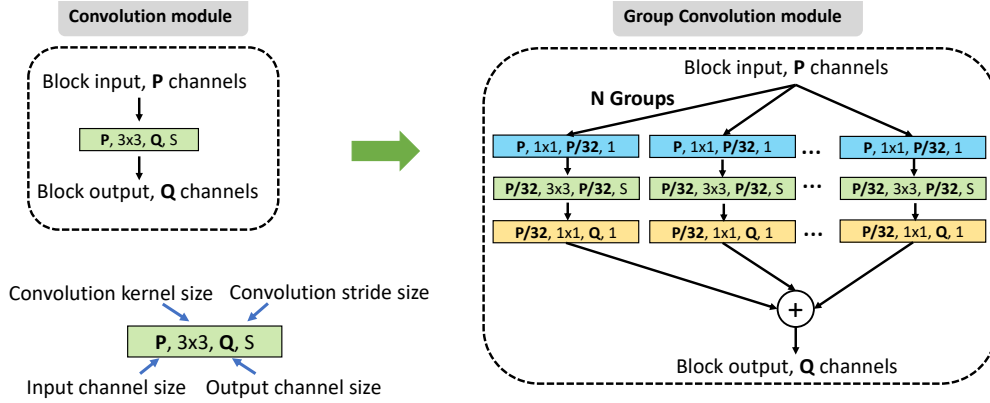 Convolution module
Block input, P channels
P, 3x3, Q, S
Block output, Q channels
Convolution kernel size
Convolution stride size
P, 3x3, Q, S
Input channel size
Output channel size
Group Convolution module
Block input, P channels
N Groups
P, 1x1, P/32, 1
P, 1x1, P/32, 1
...
P, 1x1, P/32, 1
P/32, 3x3, P/32, S
P/32, 3x3, P/32, S
...
P/32, 3x3, P/32, S
P/32, 1x1, Q, 1
P/32, 1x1, Q, 1
...
P/32, 1x1, Q, 1
+
Block output, Q channels